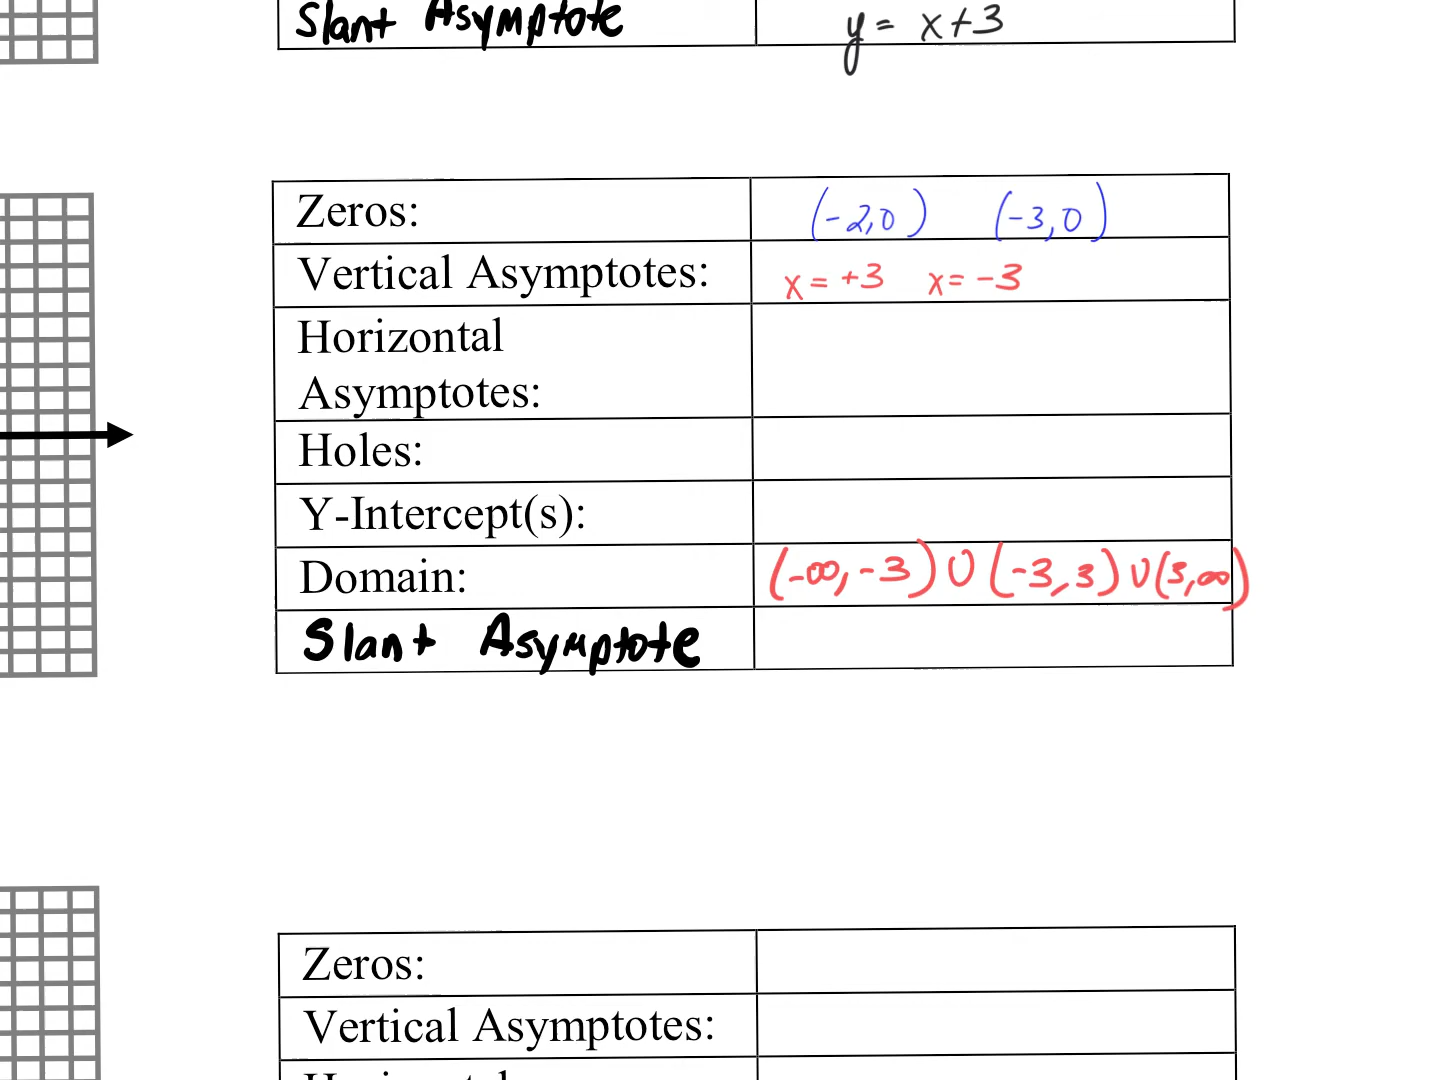 Slant Asymptote y = x+3
Zeros: (-2,0) (-3,0)
Vertical Asymptotes: x = +3 x = -3
Horizontal
Asymptotes:
Holes:
Y-Intercept(s):
Domain: (-∞, -3) ∪ (-3, 3) ∪ (3, ∞)
Slant Asymptote
Zeros:
Vertical Asymptotes: